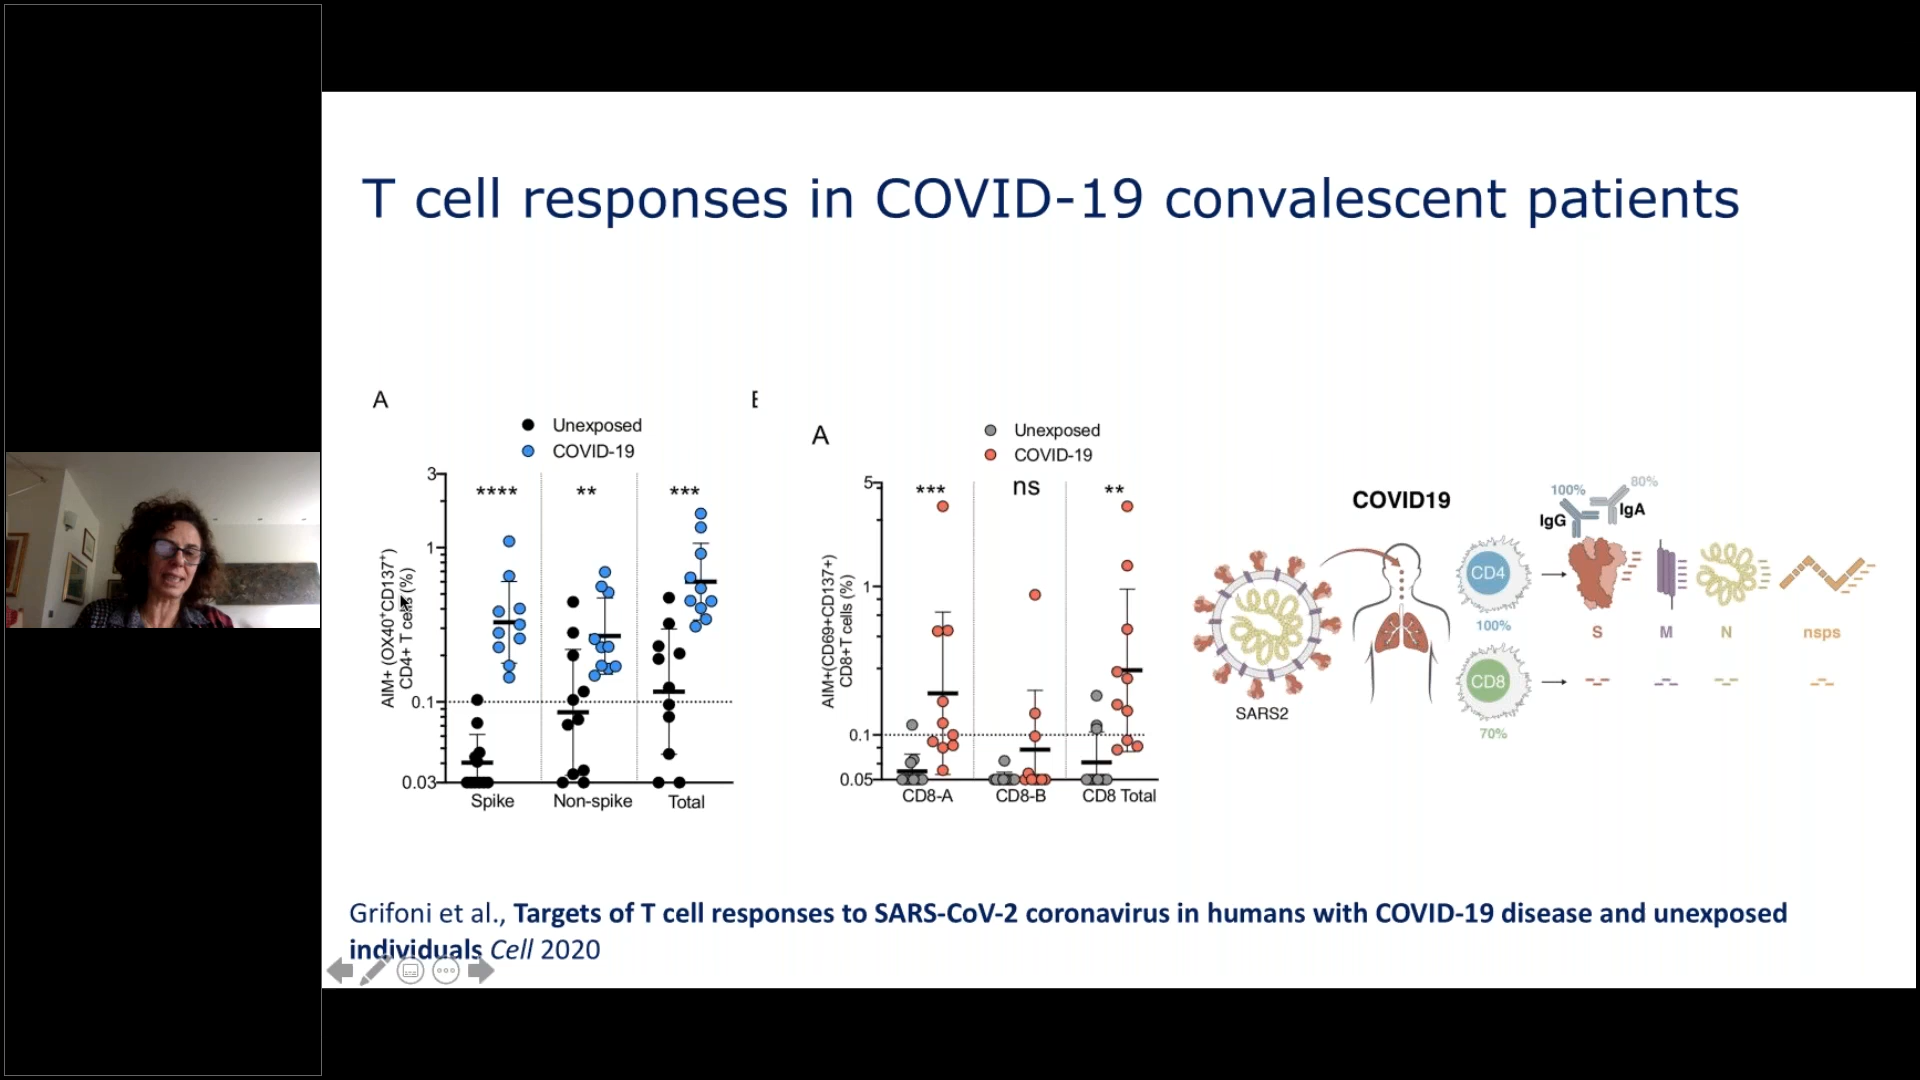 T cell responses in COVID-19 convalescent patients
A
Unexposed
COVID-19
3
1
0.1
0.03
AIM+ (OX40⁺CD137⁺)
CD4+ T cells (%)
****
**
***
Spike
Non-spike
Total
A
Unexposed
COVID-19
5
1
0.1
0.05
AIM+(CD69+CD137+)
CD8+T cells (%)
***
ns
**
CD8-A
CD8-B
CD8 Total
COVID19
SARS2
100%
80%
IgG
IgA
CD4
100%
S
M
N
nsps
CD8
70%
Grifoni et al., Targets of T cell responses to SARS-CoV-2 coronavirus in humans with COVID-19 disease and unexposed
individuals Cell 2020